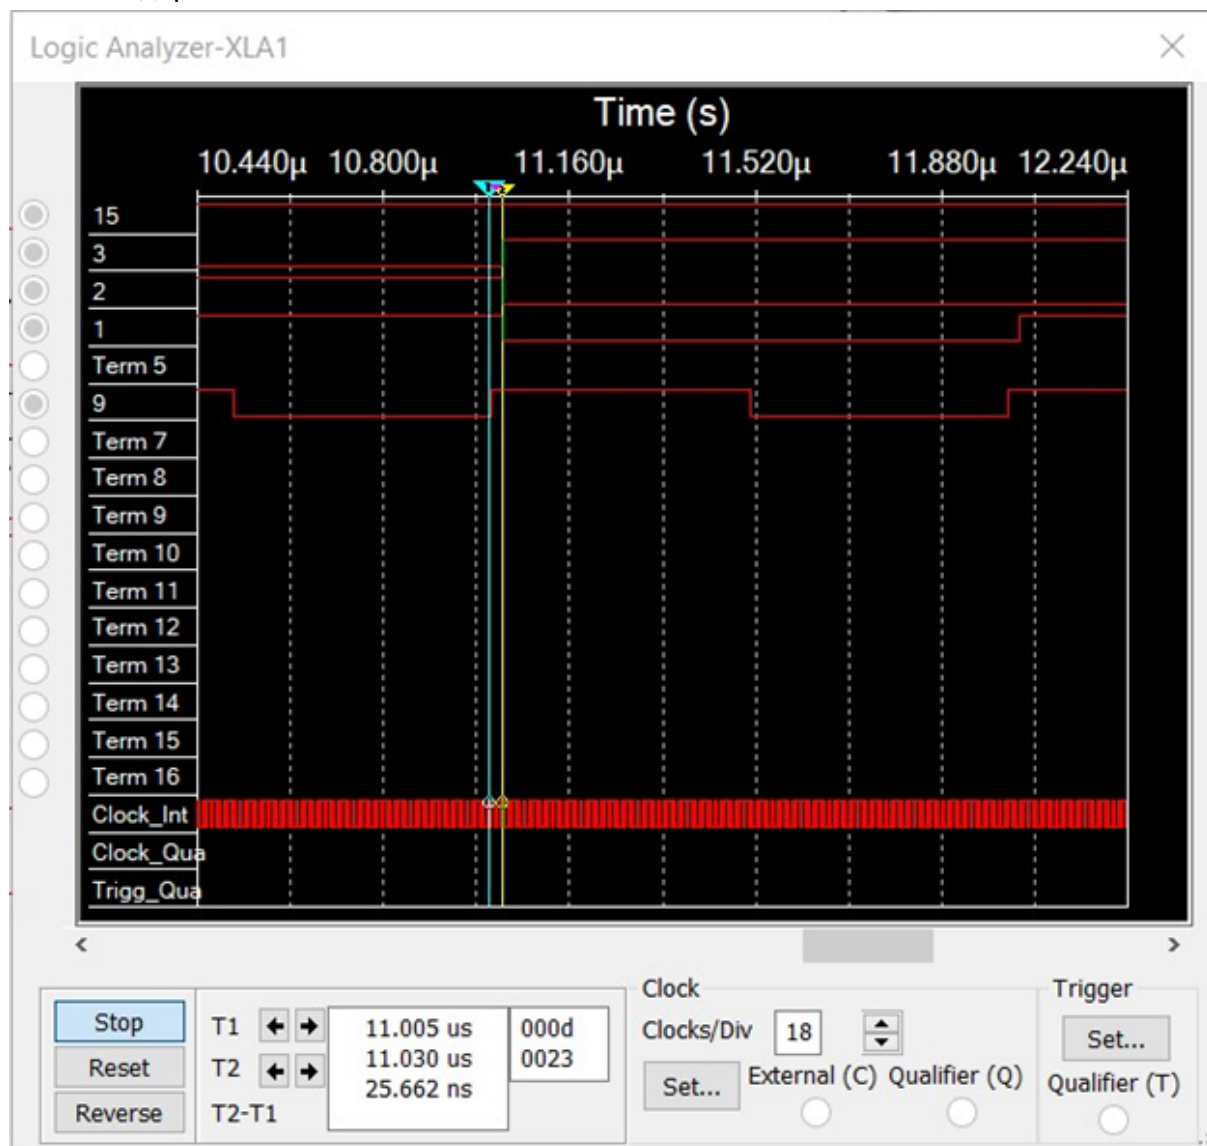 Logic Analyzer-XLA1
Time (s)
10.440μ 10.800μ 11.160μ 11.520μ 11.880μ 12.240μ
15
3
2
1
Term 5
9
Term 7
Term 8
Term 9
Term 10
Term 11
Term 12
Term 13
Term 14
Term 15
Term 16
Clock_Int
Clock_Qua
Trigg_Qua
Clock
Trigger
Stop T1 11.005 us 000d Clocks/Div 18 Set...
Reset T2 11.030 us 0023 Set... External (C) Qualifier (Q) Qualifier (T)
Reverse T2-T1 25.662 ns